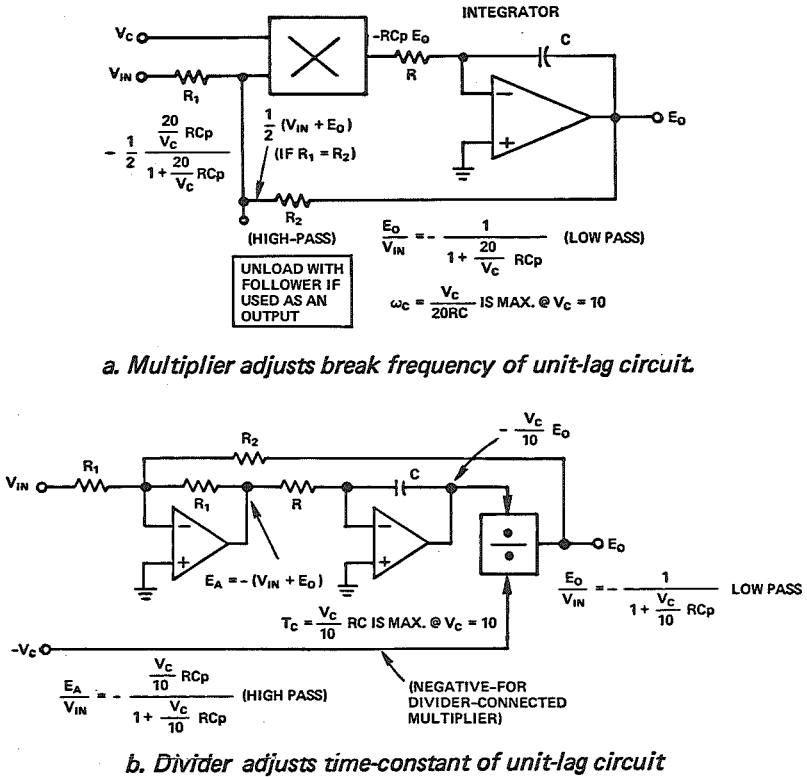 INTEGRATOR
V_C
-RCp E_O
C
V_IN
R_1
R
−
+
E_O
- 1/2 (20/V_C RCp)/(1 + 20/V_C RCp)
1/2 (V_IN + E_O)
(IF R_1 = R_2)
R_2
(HIGH-PASS)
E_O/V_IN = - 1/(1 + 20/V_C RCp) (LOW PASS)
UNLOAD WITH
FOLLOWER IF
USED AS AN
OUTPUT
ω_C = V_C/20RC IS MAX. @ V_C = 10
a. Multiplier adjusts break frequency of unit-lag circuit.
- V_C/10 E_O
R_2
R_1
C
V_IN
R_1
R
−
+
−
+
÷
E_O
E_A = - (V_IN + E_O)
E_O/V_IN = - 1/(1 + V_C/10 RCp) LOW PASS
T_C = V_C/10 RC IS MAX. @ V_C = 10
-V_C
E_A/V_IN = - (V_C/10 RCp)/(1 + V_C/10 RCp) (HIGH PASS)
(NEGATIVE-FOR
DIVIDER-CONNECTED
MULTIPLIER)
b. Divider adjusts time-constant of unit-lag circuit